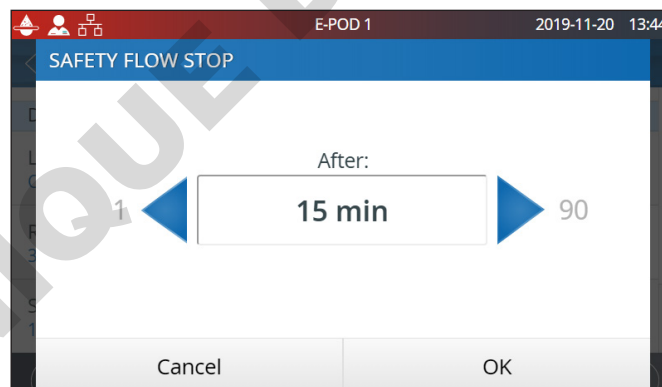 E-POD 1 2019-11-20 13:44
SAFETY FLOW STOP
After:
1 15 min 90
Cancel OK